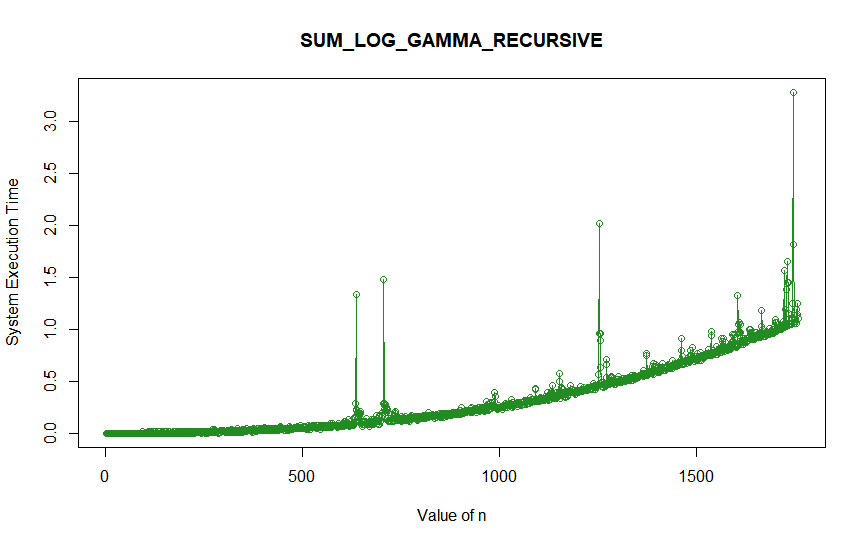 SUM_LOG_GAMMA_RECURSIVE
System Execution Time
3.0
2.5
2.0
1.5
1.0
0.5
0.0
0 500 1000 1500
Value of n